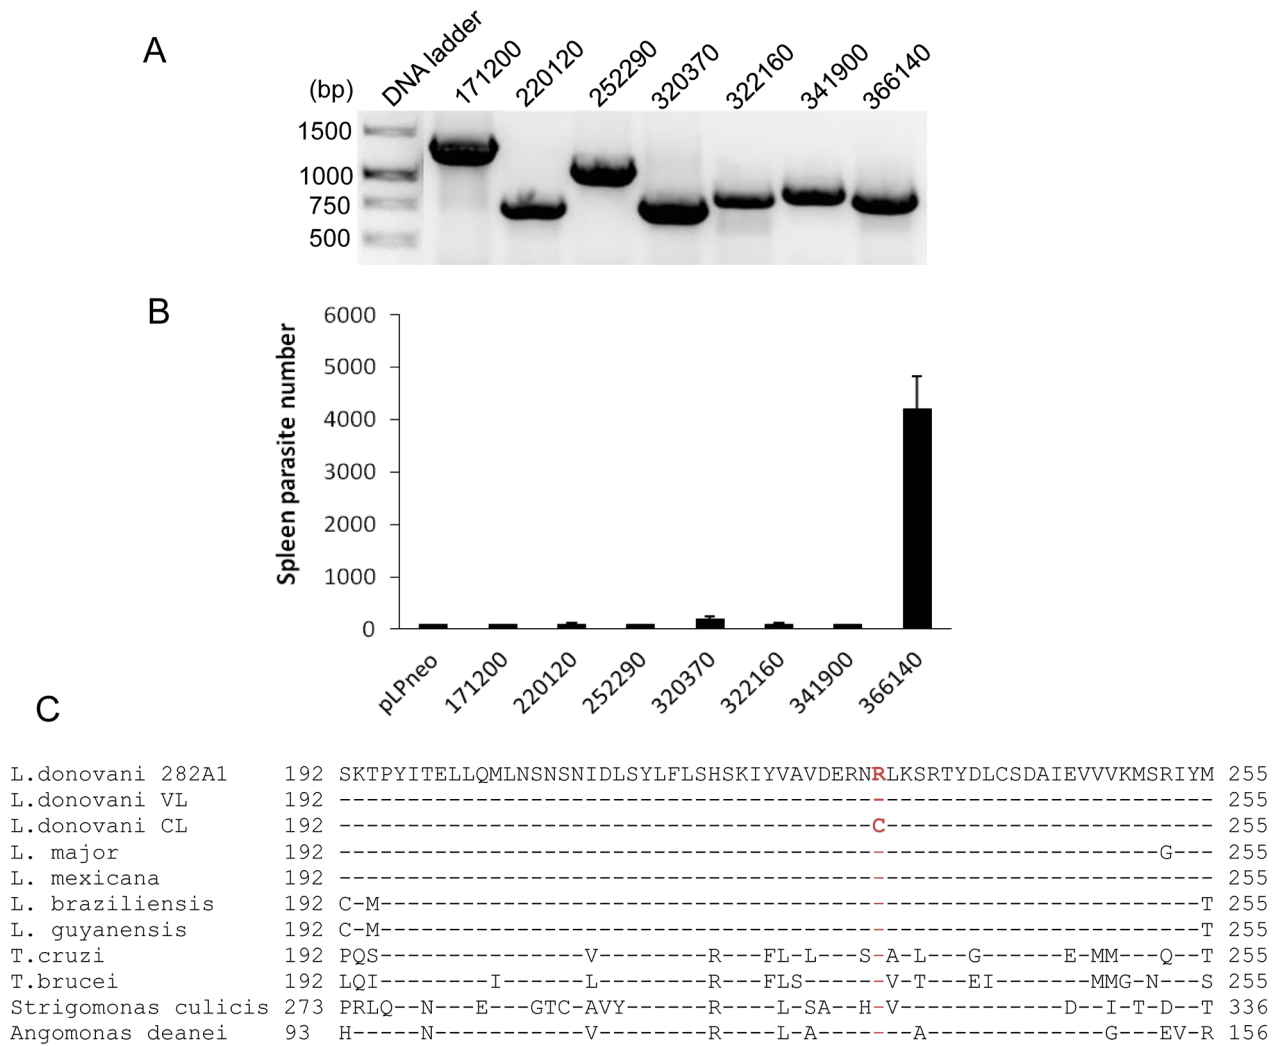 A
(bp)
DNA ladder
171200
220120
252290
320370
322160
341900
366140
1500
1000
750
500
B
Spleen parasite number
6000
5000
4000
3000
2000
1000
0
pLPneo
171200
220120
252290
320370
322160
341900
366140
C
L.donovani 282A1 192 SKTPYITELLQMLNSNSNIDLSYLFLSHSKIYVAVDERNRLKSRTYDLCSDAIEVVVKMSRIYM 255
L.donovani VL 192 ---------------------------------------------------------------- 255
L.donovani CL 192 ---------------------------------------C------------------------ 255
L. major 192 ------------------------------------------------------------G--- 255
L. mexicana 192 ---------------------------------------------------------------- 255
L. braziliensis 192 C-M------------------------------------------------------------T 255
L. guyanensis 192 C-M------------------------------------------------------------T 255
T.cruzi 192 PQS---------------V--------R---FL-L---S-A-L---G------E-MM---Q--T 255
T.brucei 192 LQI--------I------L--------R---FLS------V-T---EI-------MMG-N---S 255
Strigomonas culicis 273 PRLQ--N---E---GTC-AVY------R----L-SA--H-V------------D--I-T-D--T 336
Angomonas deanei 93 H-----N-----------V--------R----L-A-------A-------------G---EV-R 156